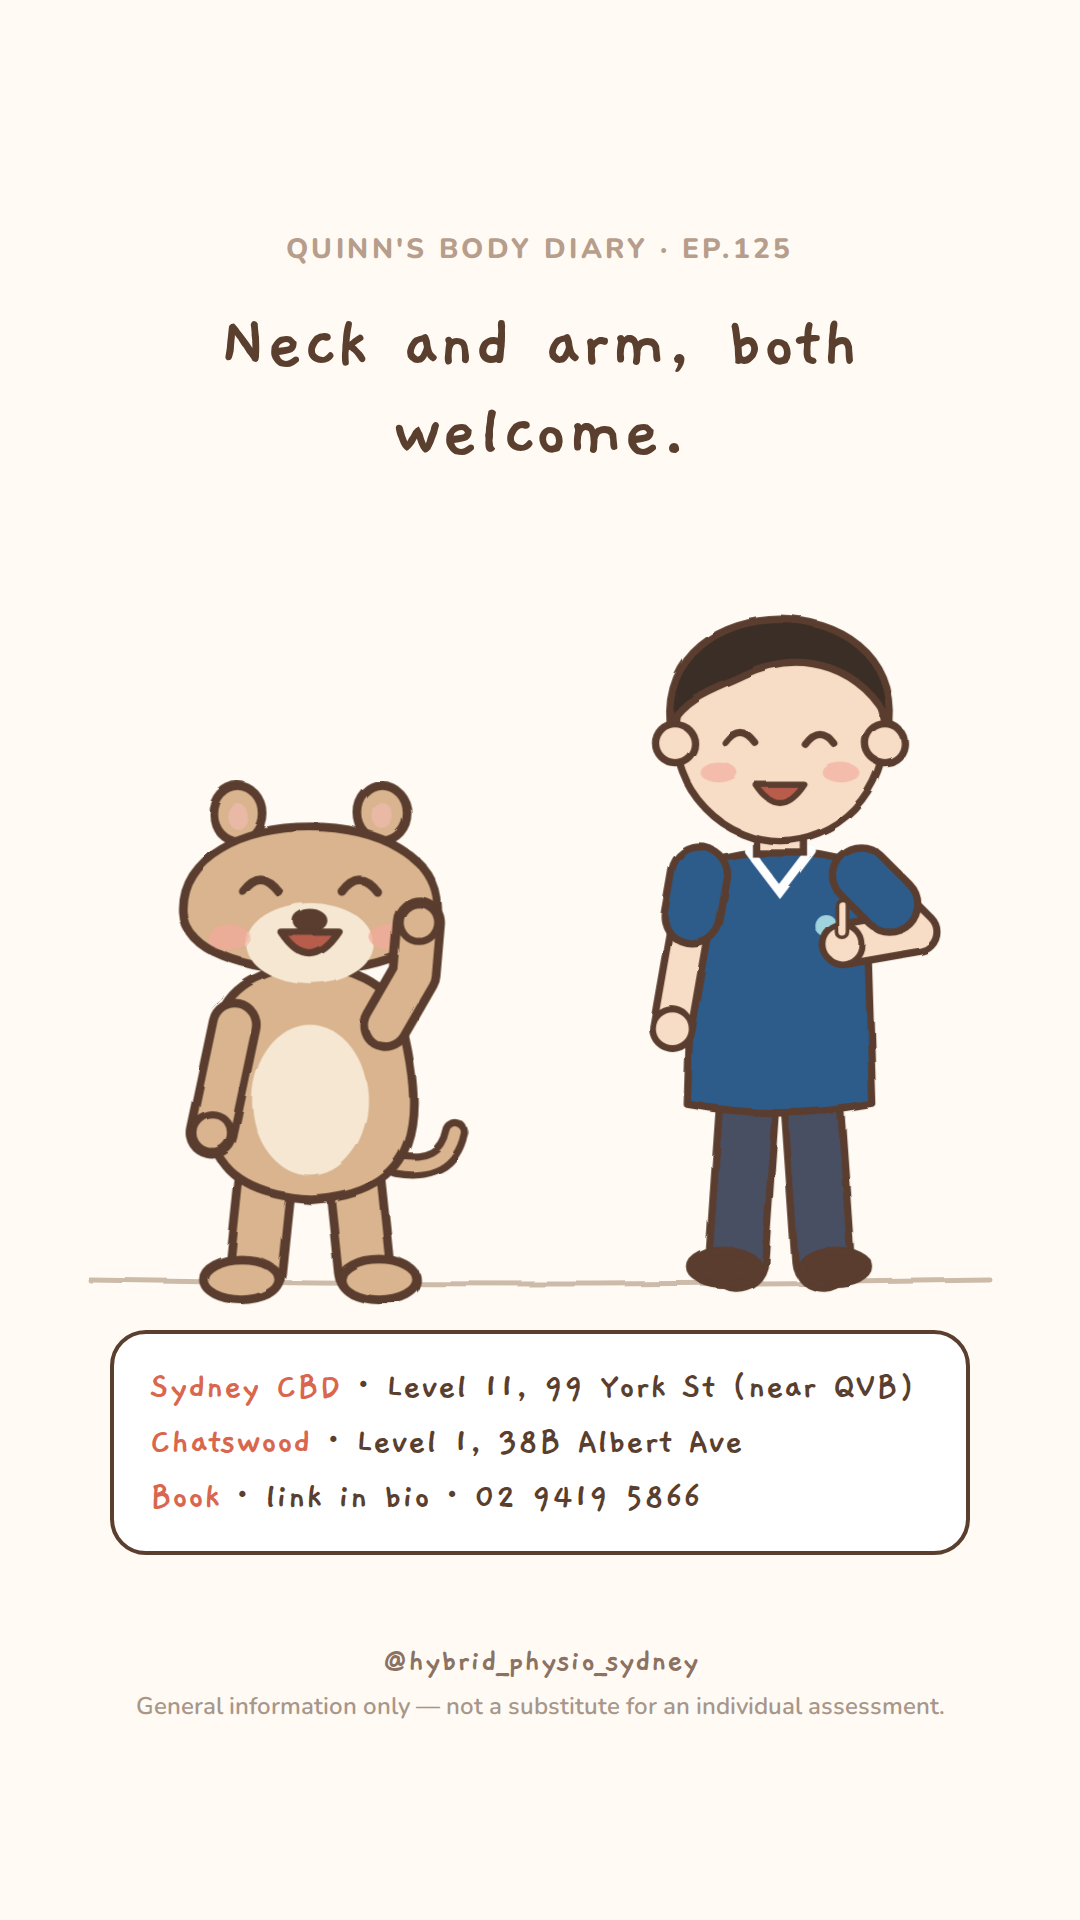 QUINN'S BODY DIARY · EP.125
Neck and arm, both
welcome.
Sydney CBD · Level 11, 99 York St (near QVB)
Chatswood · Level 1, 38B Albert Ave
Book · link in bio · 02 9419 5866
@hybrid_physio_sydney
General information only — not a substitute for an individual assessment.